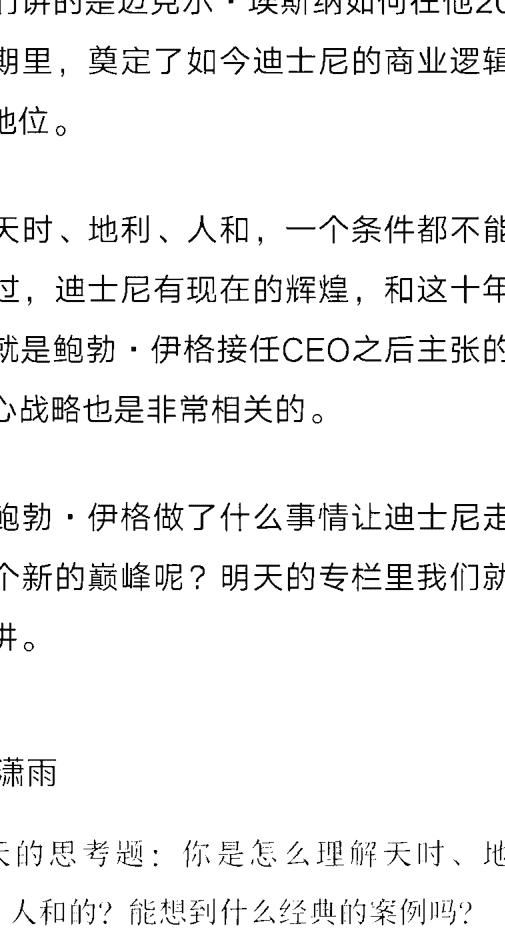 们讲的是迈克尔·埃斯纳如何在他20
期里，奠定了如今迪士尼的商业逻辑
地位。
天时、地利、人和，一个条件都不能
过，迪士尼有现在的辉煌，和这十年
就是鲍勃·伊格接任CEO之后主张的
心战略也是非常相关的。
鲍勃·伊格做了什么事情让迪士尼走
个新的巅峰呢？明天的专栏里我们就
讲。
潇雨
天的思考题：你是怎么理解天时、地
人和的？能想到什么经典的案例吗？